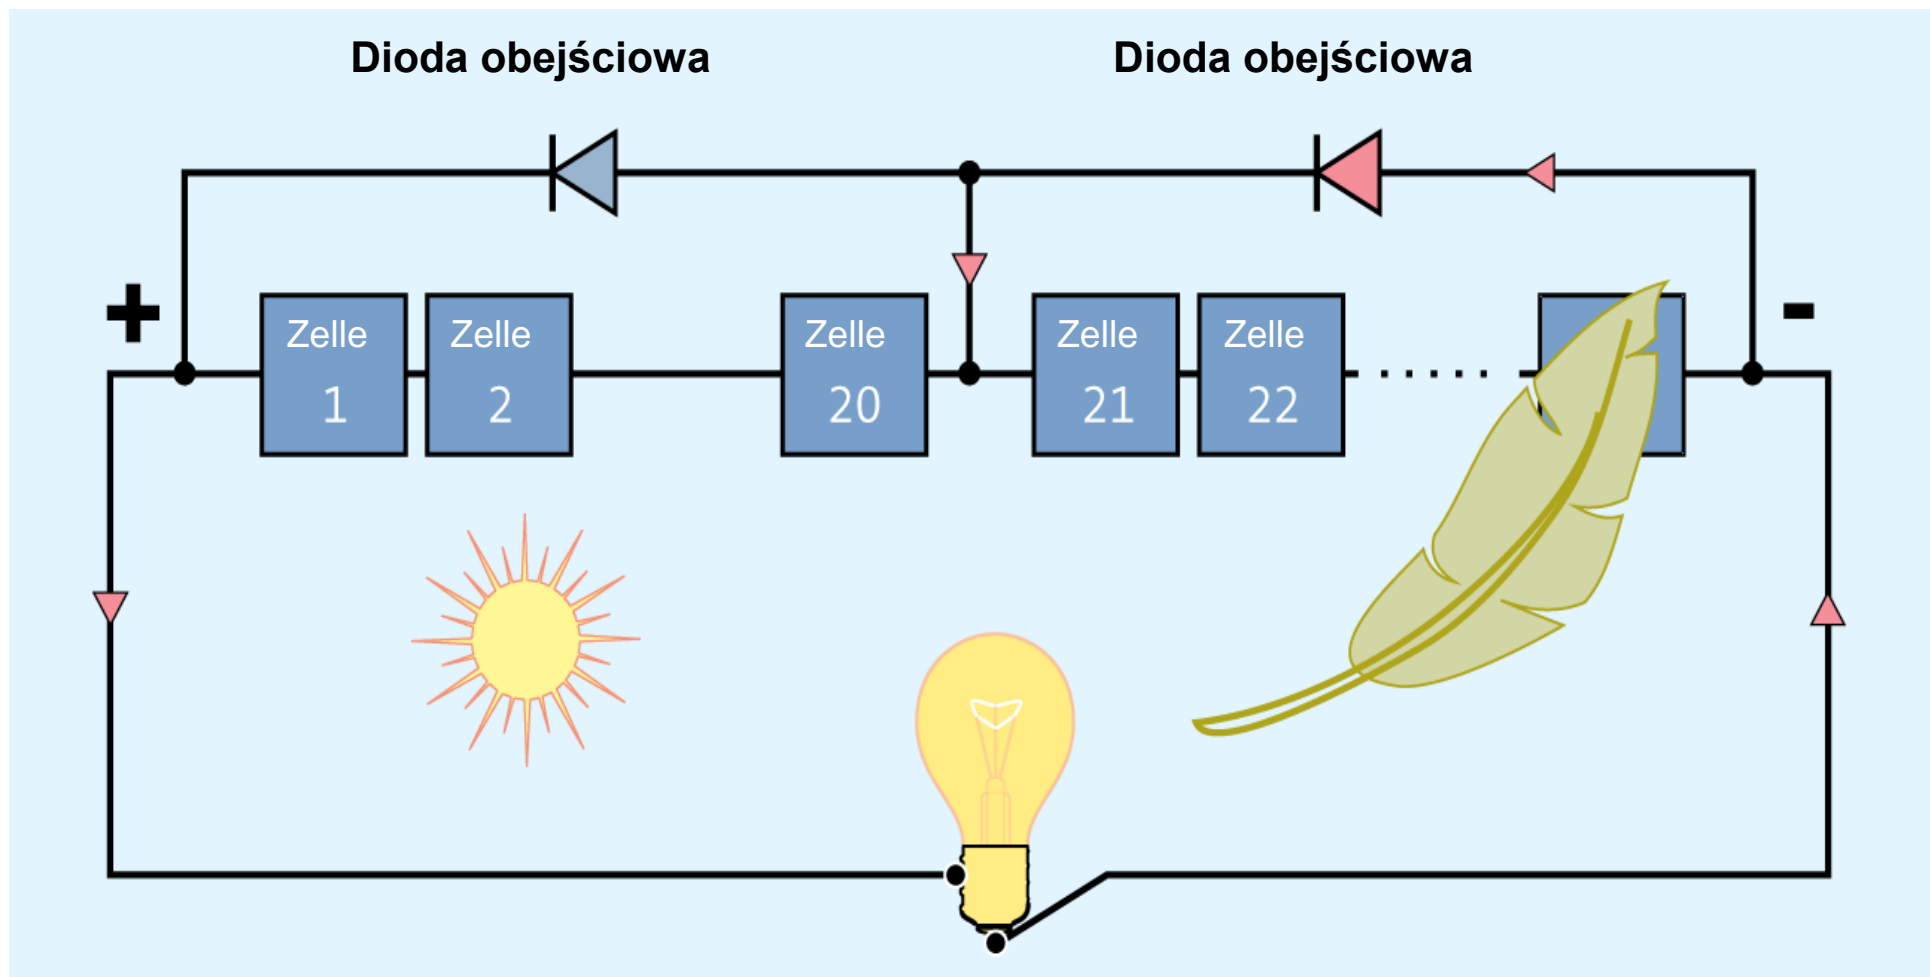 Dioda obejściowa
Dioda obejściowa
+
-
Zelle
1
Zelle
2
Zelle
20
Zelle
21
Zelle
22